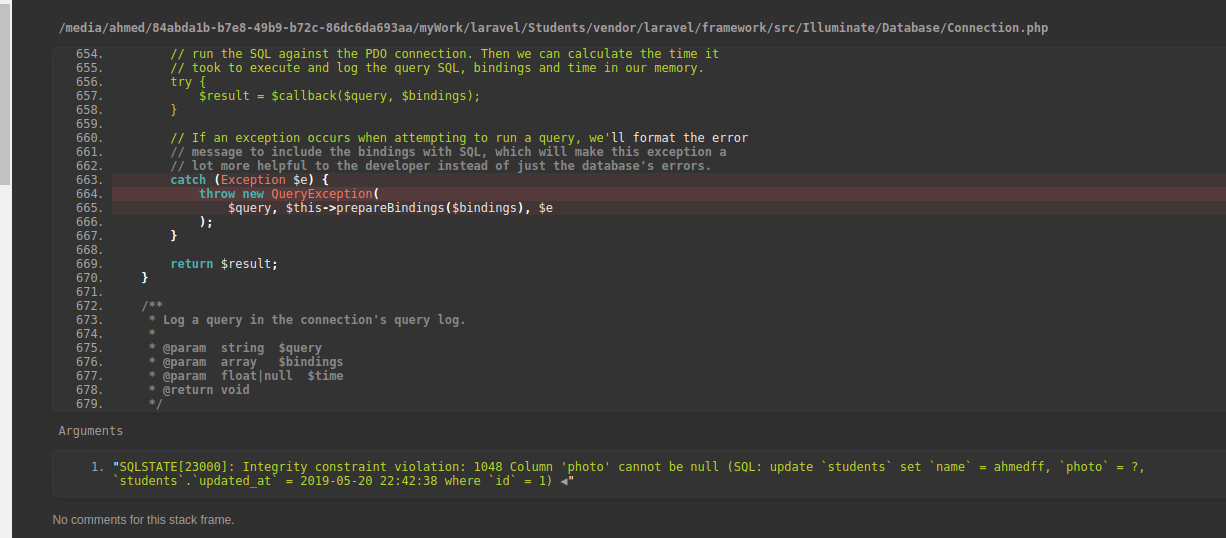 /media/ahmed/84abda1b-b7e8-49b9-b72c-86dc6da693aa/myWork/laravel/Students/vendor/laravel/framework/src/Illuminate/Database/Connection.php
654. // run the SQL against the PDO connection. Then we can calculate the time it
655. // took to execute and log the query SQL, bindings and time in our memory.
656. try {
657. $result = $callback($query, $bindings);
658. }
659.
660. // If an exception occurs when attempting to run a query, we'll format the error
661. // message to include the bindings with SQL, which will make this exception a
662. // lot more helpful to the developer instead of just the database's errors.
663. catch (Exception $e) {
664. throw new QueryException(
665. $query, $this->prepareBindings($bindings), $e
666. );
667. }
668.
669. return $result;
670. }
671.
672. /**
673. * Log a query in the connection's query log.
674. *
675. * @param  string  $query
676. * @param  array   $bindings
677. * @param  float|null  $time
678. * @return void
679. */
Arguments
1. "SQLSTATE[23000]: Integrity constraint violation: 1048 Column 'photo' cannot be null (SQL: update `students` set `name` = ahmedff, `photo` = ?,
`students`.`updated_at` = 2019-05-20 22:42:38 where `id` = 1) ◀"
No comments for this stack frame.